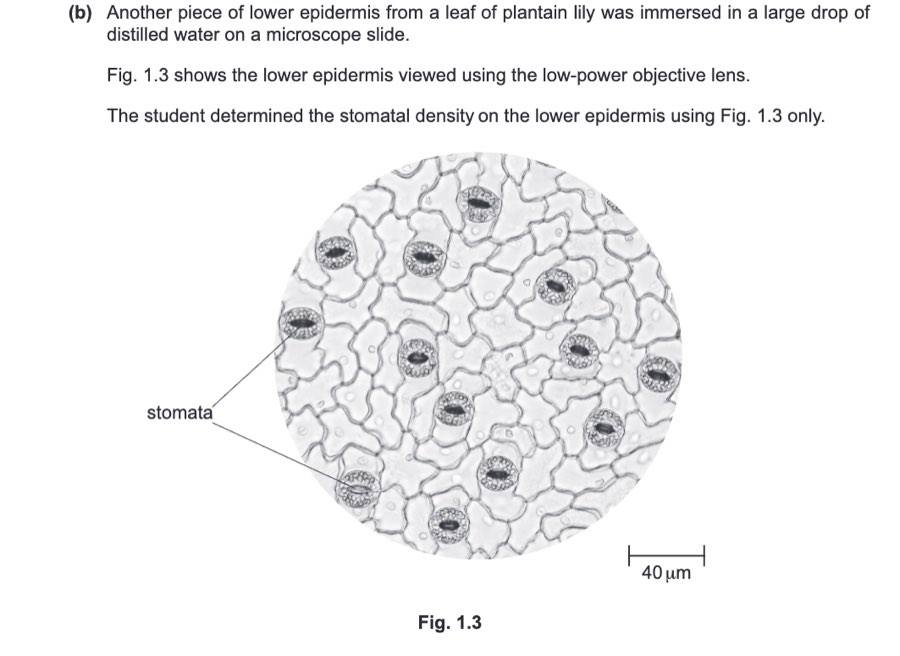 (b) Another piece of lower epidermis from a leaf of plantain lily was immersed in a large drop of
distilled water on a microscope slide.
Fig. 1.3 shows the lower epidermis viewed using the low-power objective lens.
The student determined the stomatal density on the lower epidermis using Fig. 1.3 only.
stomata
40 µm
Fig. 1.3